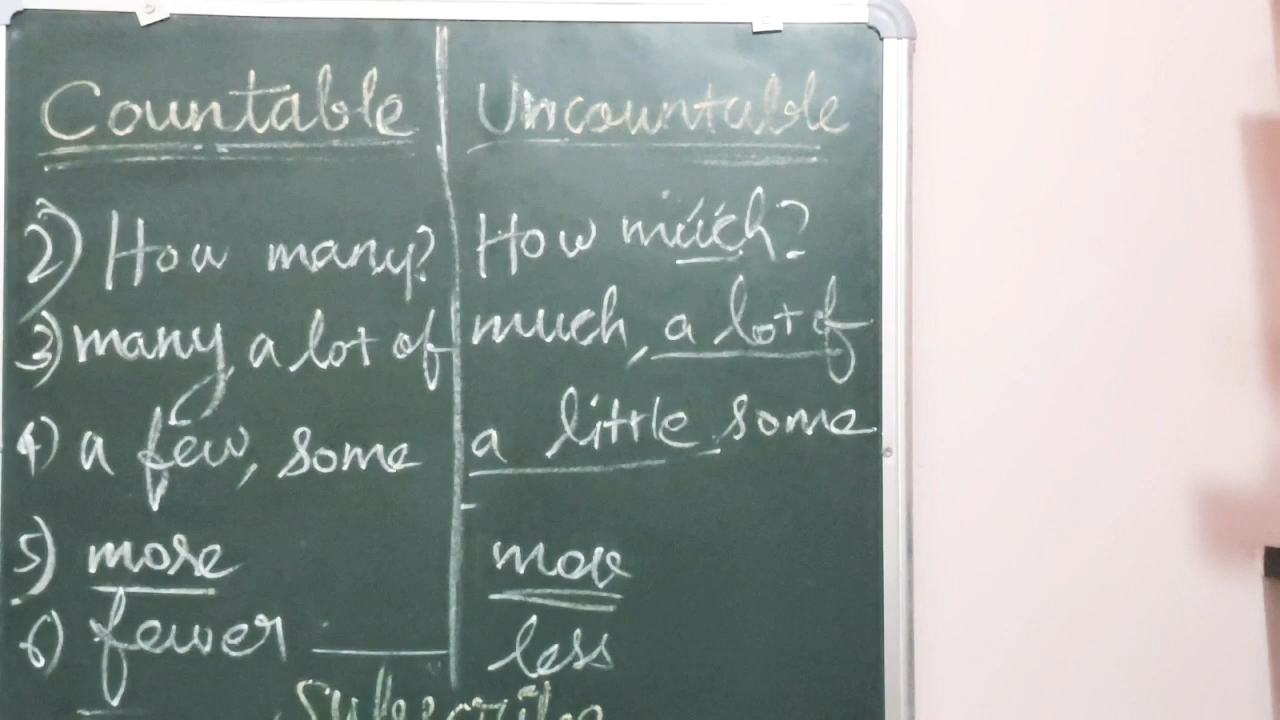 Countable Uncountable
2) How many? How much?
3) many, a lot of much, a lot of
4) a few, some a little, some
5) more more
6) fewer less
Subscribe